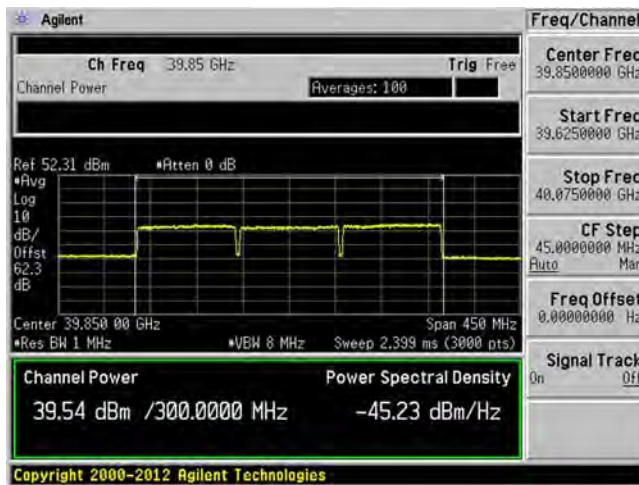 Agilent
Freq/Channel
Ch Freq 39.85 GHz Trig Free
Channel Power Averages: 100
Center Freq
39.8500000 GHz
Start Freq
39.6250000 GHz
Stop Freq
40.0750000 GHz
CF Step
45.0000000 MHz
Auto Man
Freq Offset
0.00000000 Hz
Signal Track
On Off
Ref 52.31 dBm *Atten 0 dB
*Avg
Log
10
dB/
Offst
62.3
dB
Center 39.850 00 GHz Span 450 MHz
*Res BW 1 MHz *VBW 8 MHz Sweep 2.399 ms (3000 pts)
Channel Power Power Spectral Density
39.54 dBm /300.0000 MHz -45.23 dBm/Hz
Copyright 2000-2012 Agilent Technologies